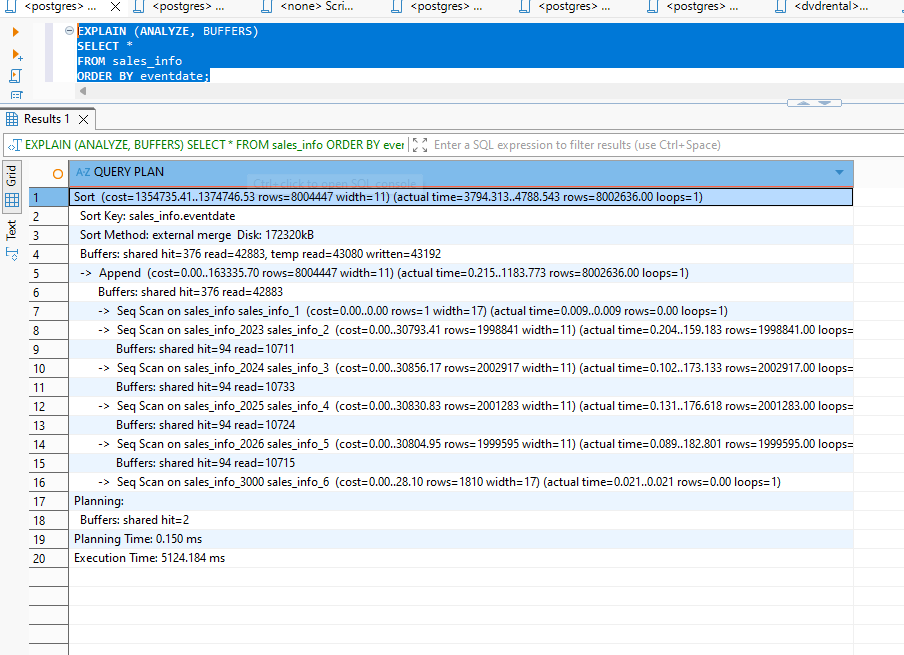 <postgres> ...
<postgres> ...
<none> Scri...
<postgres> ...
<postgres> ...
<postgres> ...
<dvdrental>...
EXPLAIN (ANALYZE, BUFFERS)
SELECT *
FROM sales_info
ORDER BY eventdate;
Results 1
EXPLAIN (ANALYZE, BUFFERS) SELECT * FROM sales_info ORDER BY ever
Enter a SQL expression to filter results (use Ctrl+Space)
Grid
Text
A-Z QUERY PLAN
Ctrl+click to open SQL console
1 Sort (cost=1354735.41..1374746.53 rows=8004447 width=11) (actual time=3794.313..4788.543 rows=8002636.00 loops=1)
2 Sort Key: sales_info.eventdate
3 Sort Method: external merge Disk: 172320kB
4 Buffers: shared hit=376 read=42883, temp read=43080 written=43192
5 -> Append (cost=0.00..163335.70 rows=8004447 width=11) (actual time=0.215..1183.773 rows=8002636.00 loops=1)
6 Buffers: shared hit=376 read=42883
7 -> Seq Scan on sales_info sales_info_1 (cost=0.00..0.00 rows=1 width=17) (actual time=0.009..0.009 rows=0.00 loops=1)
8 -> Seq Scan on sales_info_2023 sales_info_2 (cost=0.00..30793.41 rows=1998841 width=11) (actual time=0.204..159.183 rows=1998841.00 loops=
9 Buffers: shared hit=94 read=10711
10 -> Seq Scan on sales_info_2024 sales_info_3 (cost=0.00..30856.17 rows=2002917 width=11) (actual time=0.102..173.133 rows=2002917.00 loops=
11 Buffers: shared hit=94 read=10733
12 -> Seq Scan on sales_info_2025 sales_info_4 (cost=0.00..30830.83 rows=2001283 width=11) (actual time=0.131..176.618 rows=2001283.00 loops=
13 Buffers: shared hit=94 read=10724
14 -> Seq Scan on sales_info_2026 sales_info_5 (cost=0.00..30804.95 rows=1999595 width=11) (actual time=0.089..182.801 rows=1999595.00 loops=
15 Buffers: shared hit=94 read=10715
16 -> Seq Scan on sales_info_3000 sales_info_6 (cost=0.00..28.10 rows=1810 width=17) (actual time=0.021..0.021 rows=0.00 loops=1)
17 Planning:
18 Buffers: shared hit=2
19 Planning Time: 0.150 ms
20 Execution Time: 5124.184 ms